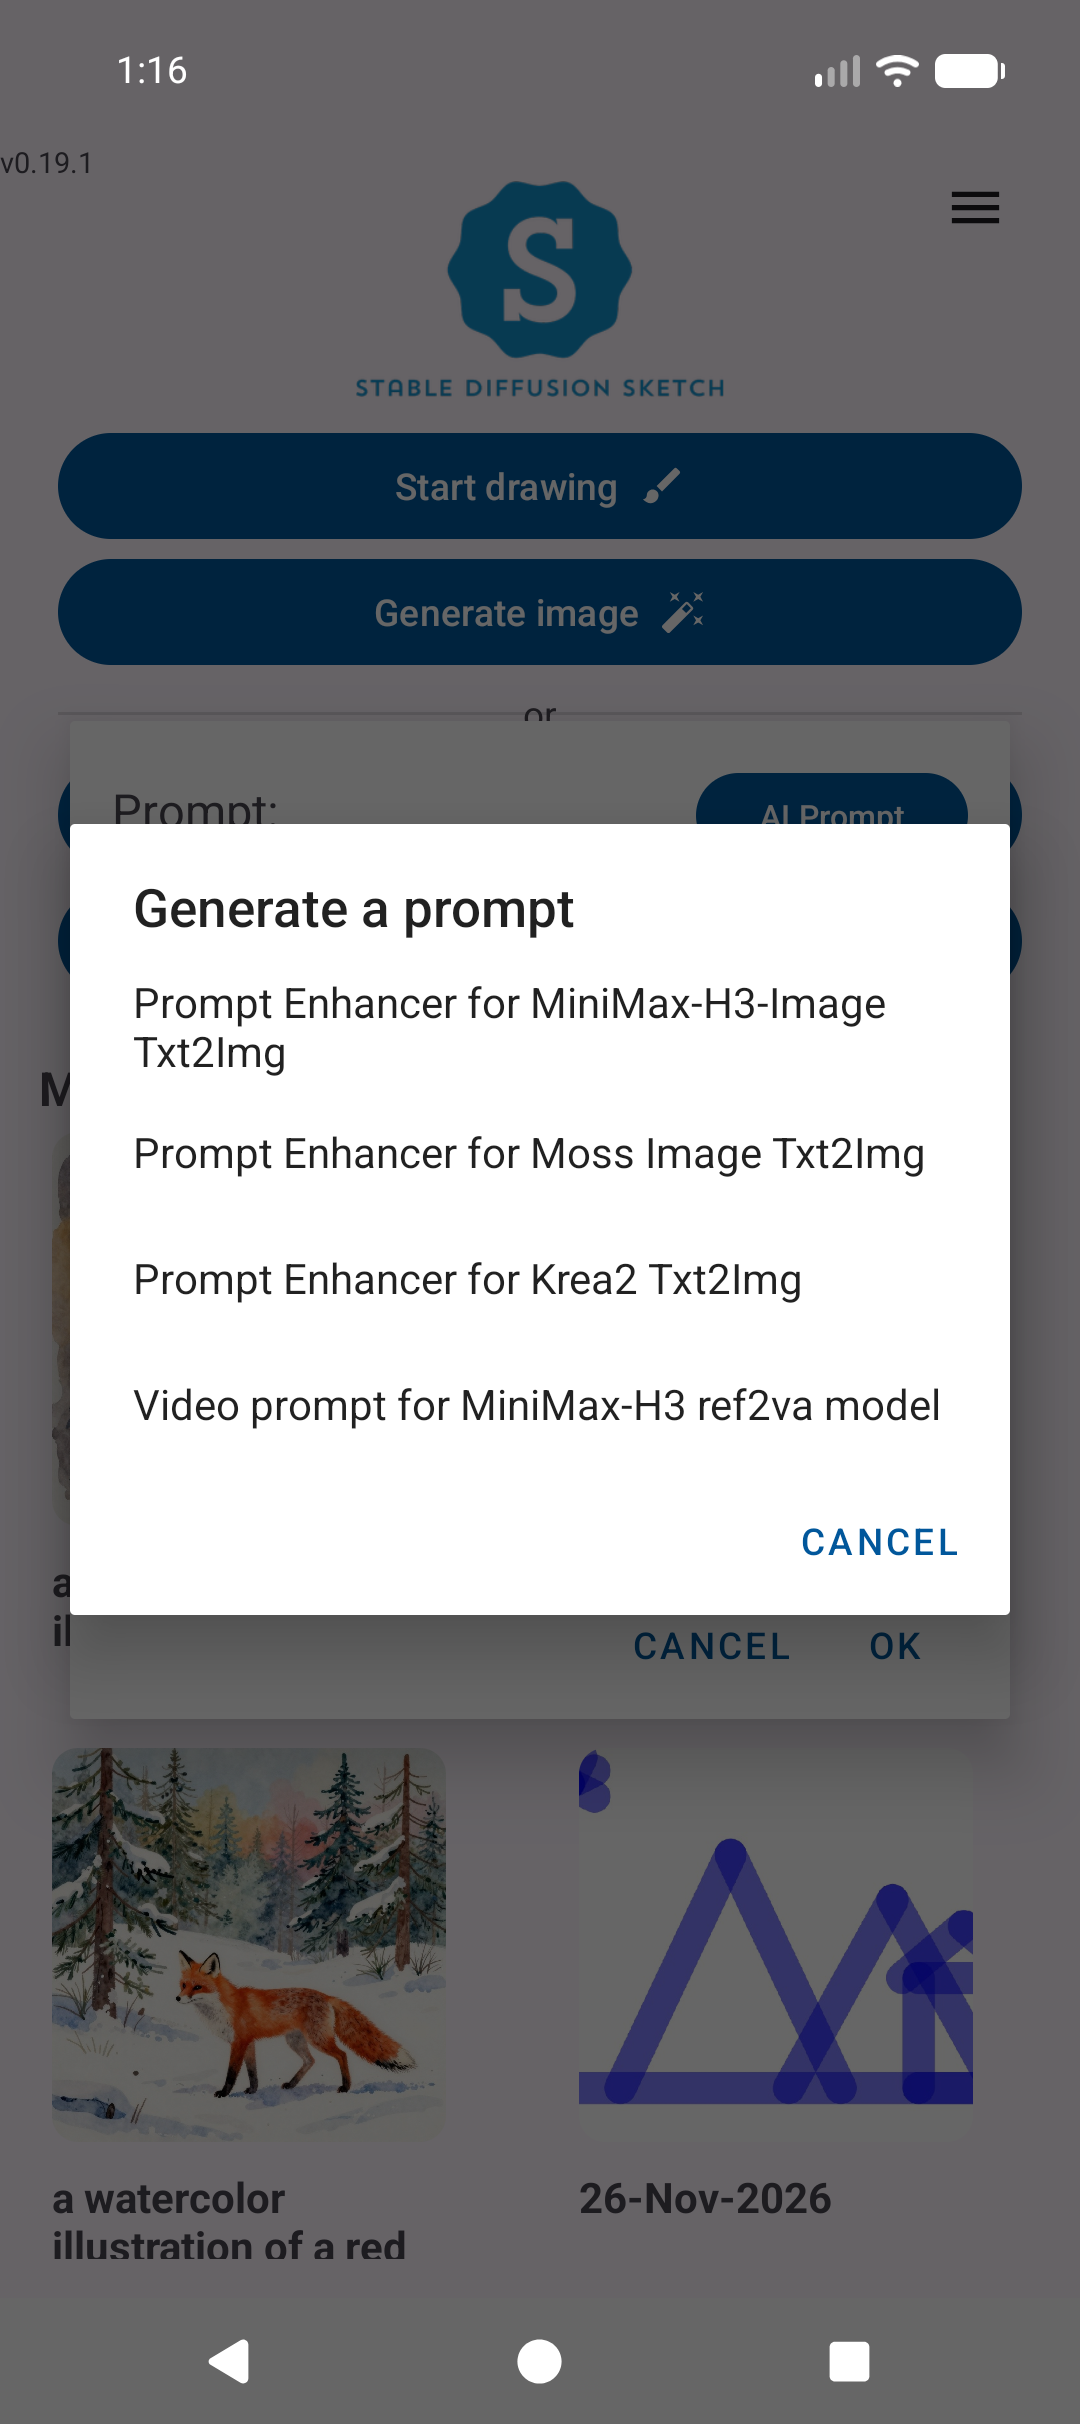 1:16
v0.19.1
S
STABLE DIFFUSION SKETCH
Start drawing
Generate image
or
Prompt:
AI Prompt
Generate a prompt
Prompt Enhancer for MiniMax-H3-Image
Txt2Img
Prompt Enhancer for Moss Image Txt2Img
Prompt Enhancer for Krea2 Txt2Img
Video prompt for MiniMax-H3 ref2va model
CANCEL
CANCEL
OK
a watercolor
illustration of a red
26-Nov-2026